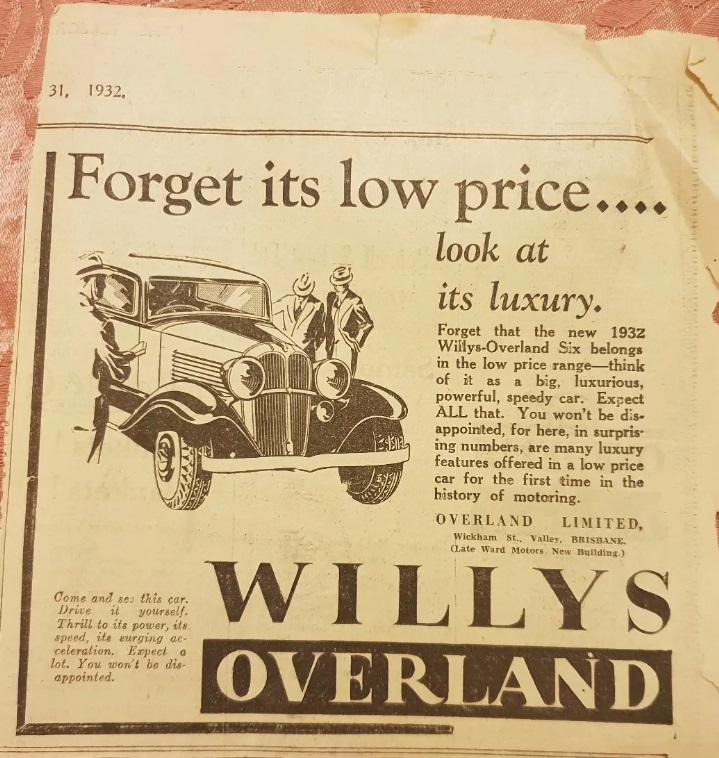 31, 1932.
Forget its low price....
look at
its luxury.
Forget that the new 1932
Willys-Overland Six belongs
in the low price range—think
of it as a big, luxurious,
powerful, speedy car. Expect
ALL that. You won't be dis-
appointed, for here, in surpris-
ing numbers, are many luxury
features offered in a low price
car for the first time in the
history of motoring.
OVERLAND LIMITED,
Wickham St., Valley, BRISBANE.
(Late Ward Motors New Building.)
Come and see this car.
Drive it yourself.
Thrill to its power, its
speed, its surging ac-
celeration. Expect a
lot. You won't be dis-
appointed.
WILLYS
OVERLAND